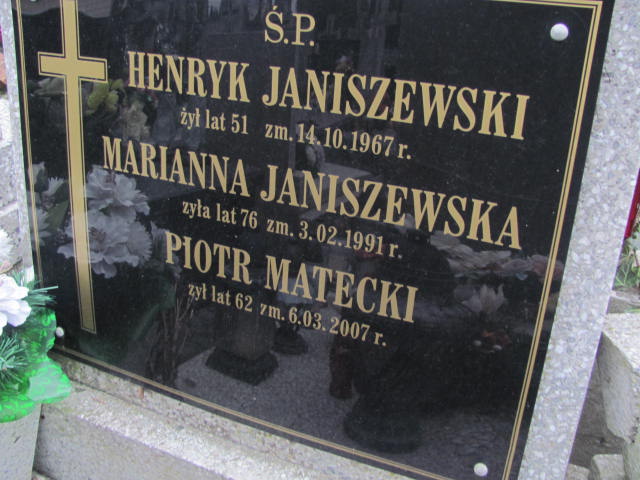 Ś.P.
HENRYK JANISZEWSKI
żył lat 51 zm. 14.10.1967 r.
MARIANNA JANISZEWSKA
zyła lat 76 zm. 3.02.1991 r.
PIOTR MATECKI
żył lat 62 zm. 6.03.2007 r.